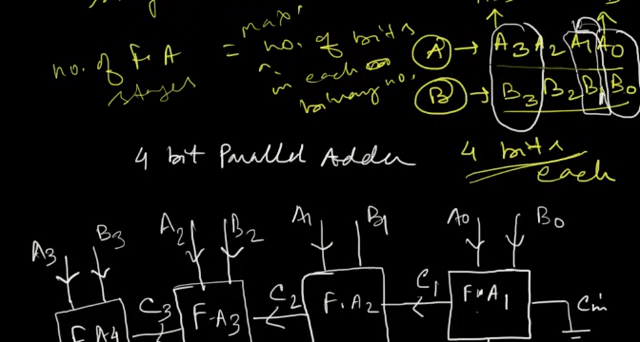 max.
no. of F.A = no. of bits
stages in each
binary no.
A → A3 A2 A1 A0
B → B3 B2 B1 B0
4 bit Parallel Adder
4 bits
each
A3 B3 A2 B2 A1 B1 A0 B0
F.A4 C3 F.A3 C2 F.A2 C1 F.A1 Cin